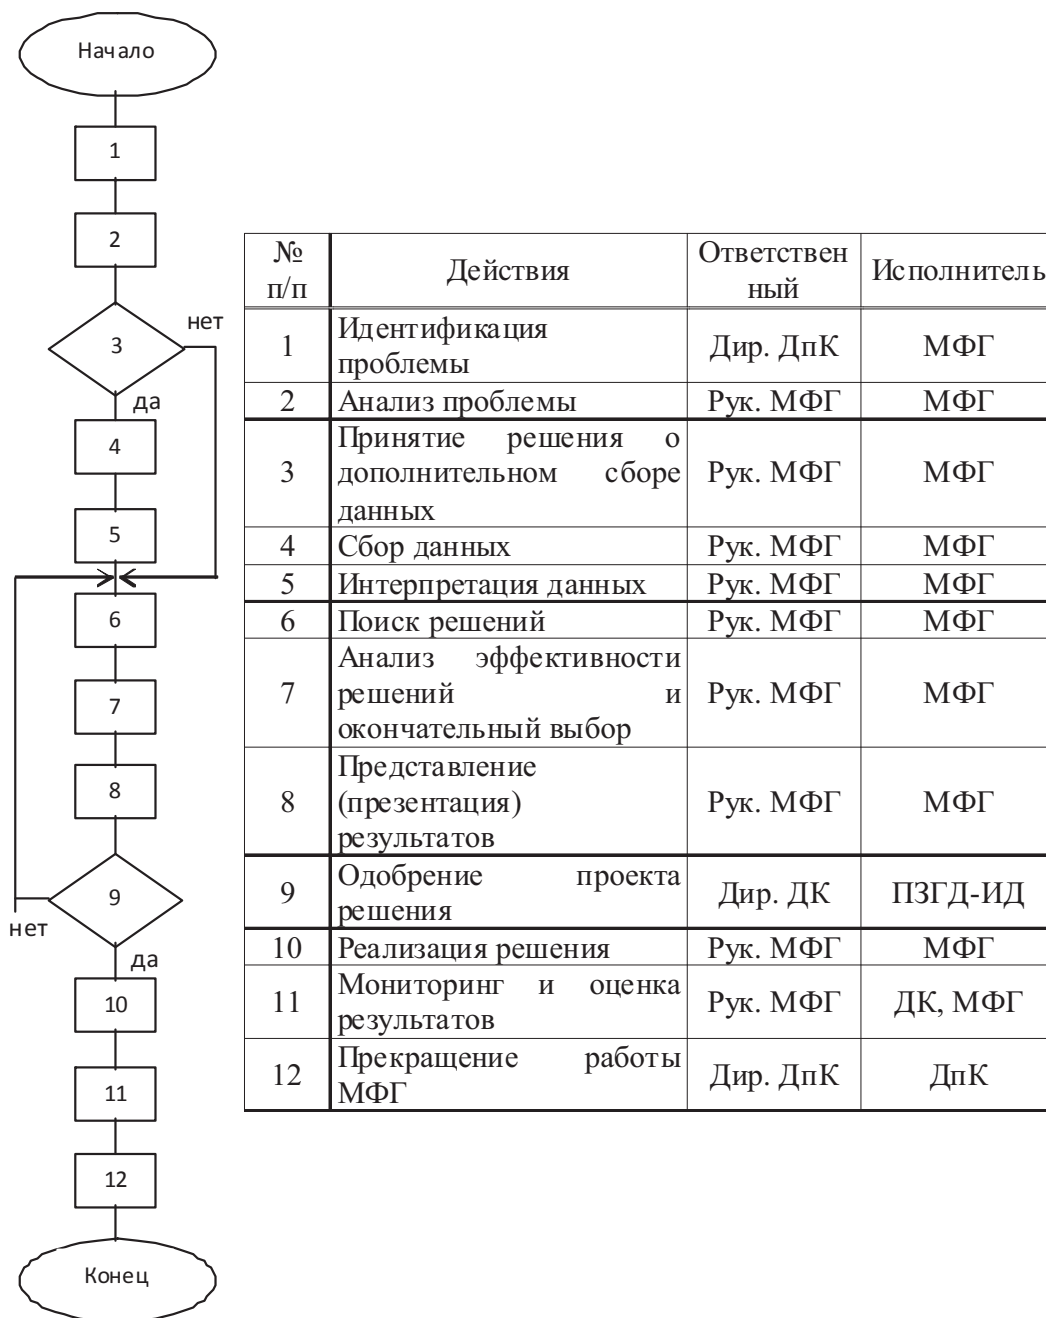 Начало
1
2
3
нет
да
4
5
6
7
8
9
нет
да
10
11
12
Конец
№ п/п Действия Ответствен ный Исполнитель
1 Идентификация проблемы Дир. ДпК МФГ
2 Анализ проблемы Рук. МФГ МФГ
3 Принятие решения о дополнительном сборе данных Рук. МФГ МФГ
4 Сбор данных Рук. МФГ МФГ
5 Интерпретация данных Рук. МФГ МФГ
6 Поиск решений Рук. МФГ МФГ
7 Анализ эффективности решений и окончательный выбор Рук. МФГ МФГ
8 Представление (презентация) результатов Рук. МФГ МФГ
9 Одобрение проекта решения Дир. ДК ПЗГД-ИД
10 Реализация решения Рук. МФГ МФГ
11 Мониторинг и оценка результатов Рук. МФГ ДК, МФГ
12 Прекращение работы МФГ Дир. ДпК ДпК